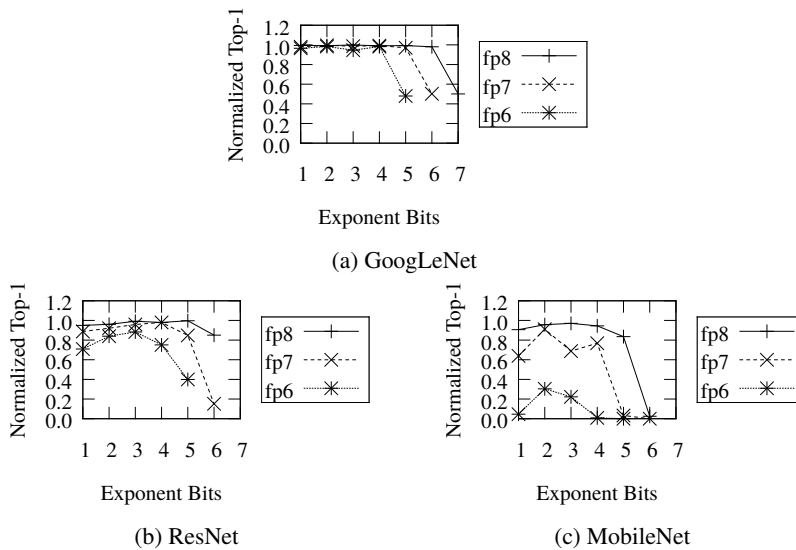 Normalized Top-1
1.2
1.0
0.8
0.6
0.4
0.2
0.0
1 2 3 4 5 6 7
Exponent Bits
fp8
fp7
fp6
(a) GoogLeNet
Normalized Top-1
1.2
1.0
0.8
0.6
0.4
0.2
0.0
1 2 3 4 5 6 7
Exponent Bits
fp8
fp7
fp6
(b) ResNet
Normalized Top-1
1.2
1.0
0.8
0.6
0.4
0.2
0.0
1 2 3 4 5 6 7
Exponent Bits
fp8
fp7
fp6
(c) MobileNet